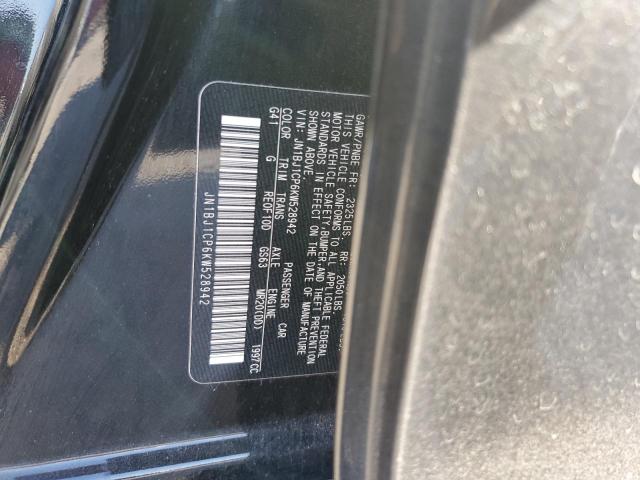 GAWR/PNBE FR: 2325LBS. RR: 2050LBS
THIS VEHICLE CONFORMS TO ALL APPLICABLE FEDERAL
MOTOR VEHICLE SAFETY, BUMPER, AND THEFT PREVENTION
STANDARDS IN EFFECT ON THE DATE OF MANUFACTURE
SHOWN ABOVE.
VIN: JN1BJ1CP6KW528942 PASSENGER CAR
COLOR TRIM TRANS AXLE ENGINE
G41 G RE0F10D GS63 MR20(DD) 1997CC
JN1BJ1CP6KW528942